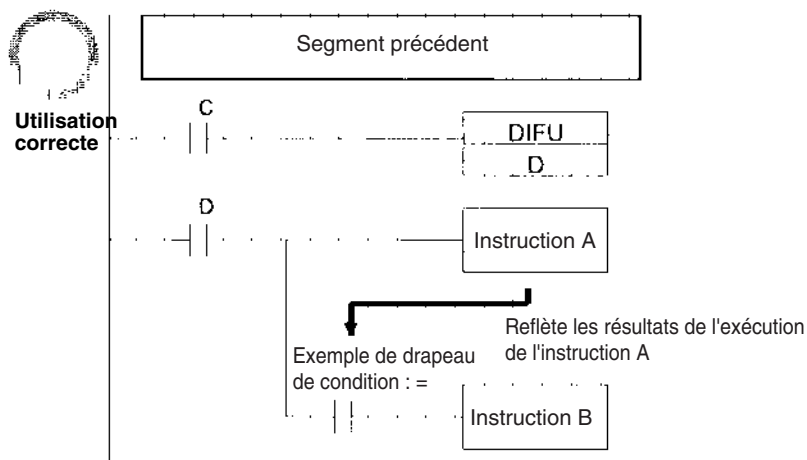 Segment précédent
Utilisation
correcte
C
DIFU
D
D
Instruction A
Reflète les résultats de l'exécution
de l'instruction A
Exemple de drapeau
de condition : =
Instruction B